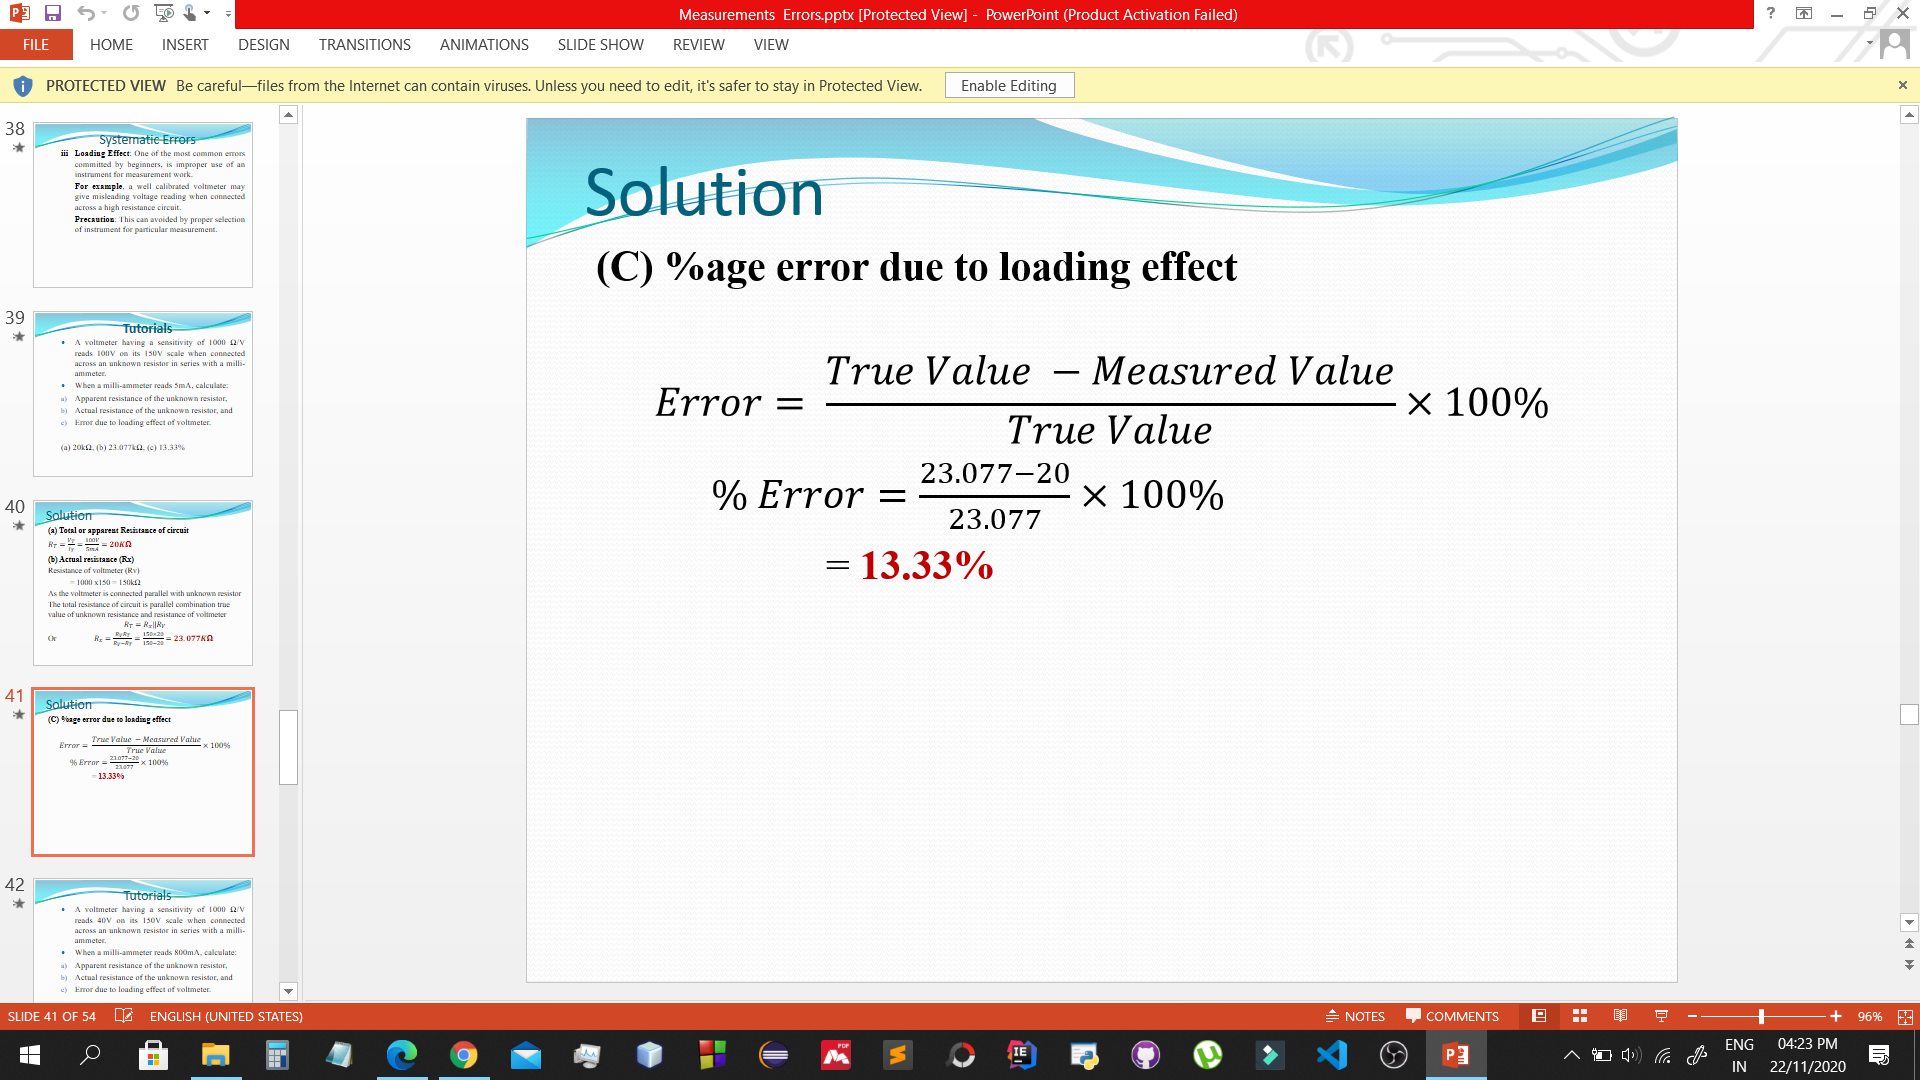 Measurements Errors.pptx [Protected View] - PowerPoint (Product Activation Failed)
FILE HOME INSERT DESIGN TRANSITIONS ANIMATIONS SLIDE SHOW REVIEW VIEW
PROTECTED VIEW Be careful—files from the Internet can contain viruses. Unless you need to edit, it's safer to stay in Protected View. Enable Editing
38
Systematic Errors
iii Loading Effect: One of the most common errors
committed by beginners, is improper use of an
instrument for measurement work.
For example, a well calibrated voltmeter may
give misleading voltage reading when connected
across a high resistance circuit.
Precaution: This can avoided by proper selection
of instrument for particular measurement.
39
Tutorials
• A voltmeter having a sensitivity of 1000 Ω/V
reads 100V on its 150V scale when connected
across an unknown resistor in series with a milli-
ammeter.
• When a milli-ammeter reads 5mA, calculate:
a) Apparent resistance of the unknown resistor,
b) Actual resistance of the unknown resistor, and
c) Error due to loading effect of voltmeter.
(a) 20kΩ, (b) 23.077kΩ, (c) 13.33%
40
Solution
(a) Total or apparent Resistance of circuit
R_T = V_T/I_T = 100V/5mA = 20KΩ
(b) Actual resistance (Rx)
Resistance of voltmeter (Rv)
= 1000 x150 = 150kΩ
As the voltmeter is connected parallel with unknown resistor
The total resistance of circuit is parallel combination true
value of unknown resistance and resistance of voltmeter
R_T = R_x||R_V
Or R_x = R_V R_T/R_V−R_T = 150×20/150−20 = 23.077KΩ
41
Solution
(C) %age error due to loading effect
Error = True Value − Measured Value/True Value × 100%
% Error = 23.077−20/23.077 × 100%
= 13.33%
42
Tutorials
• A voltmeter having a sensitivity of 1000 Ω/V
reads 40V on its 150V scale when connected
across an unknown resistor in series with a milli-
ammeter.
• When a milli-ammeter reads 800mA, calculate:
a) Apparent resistance of the unknown resistor,
b) Actual resistance of the unknown resistor, and
c) Error due to loading effect of voltmeter.
Solution
(C) %age error due to loading effect
Error = True Value − Measured Value/True Value × 100%
% Error = 23.077−20/23.077 × 100%
= 13.33%
SLIDE 41 OF 54 ENGLISH (UNITED STATES) NOTES COMMENTS 96%
ENG 04:23 PM
IN 22/11/2020